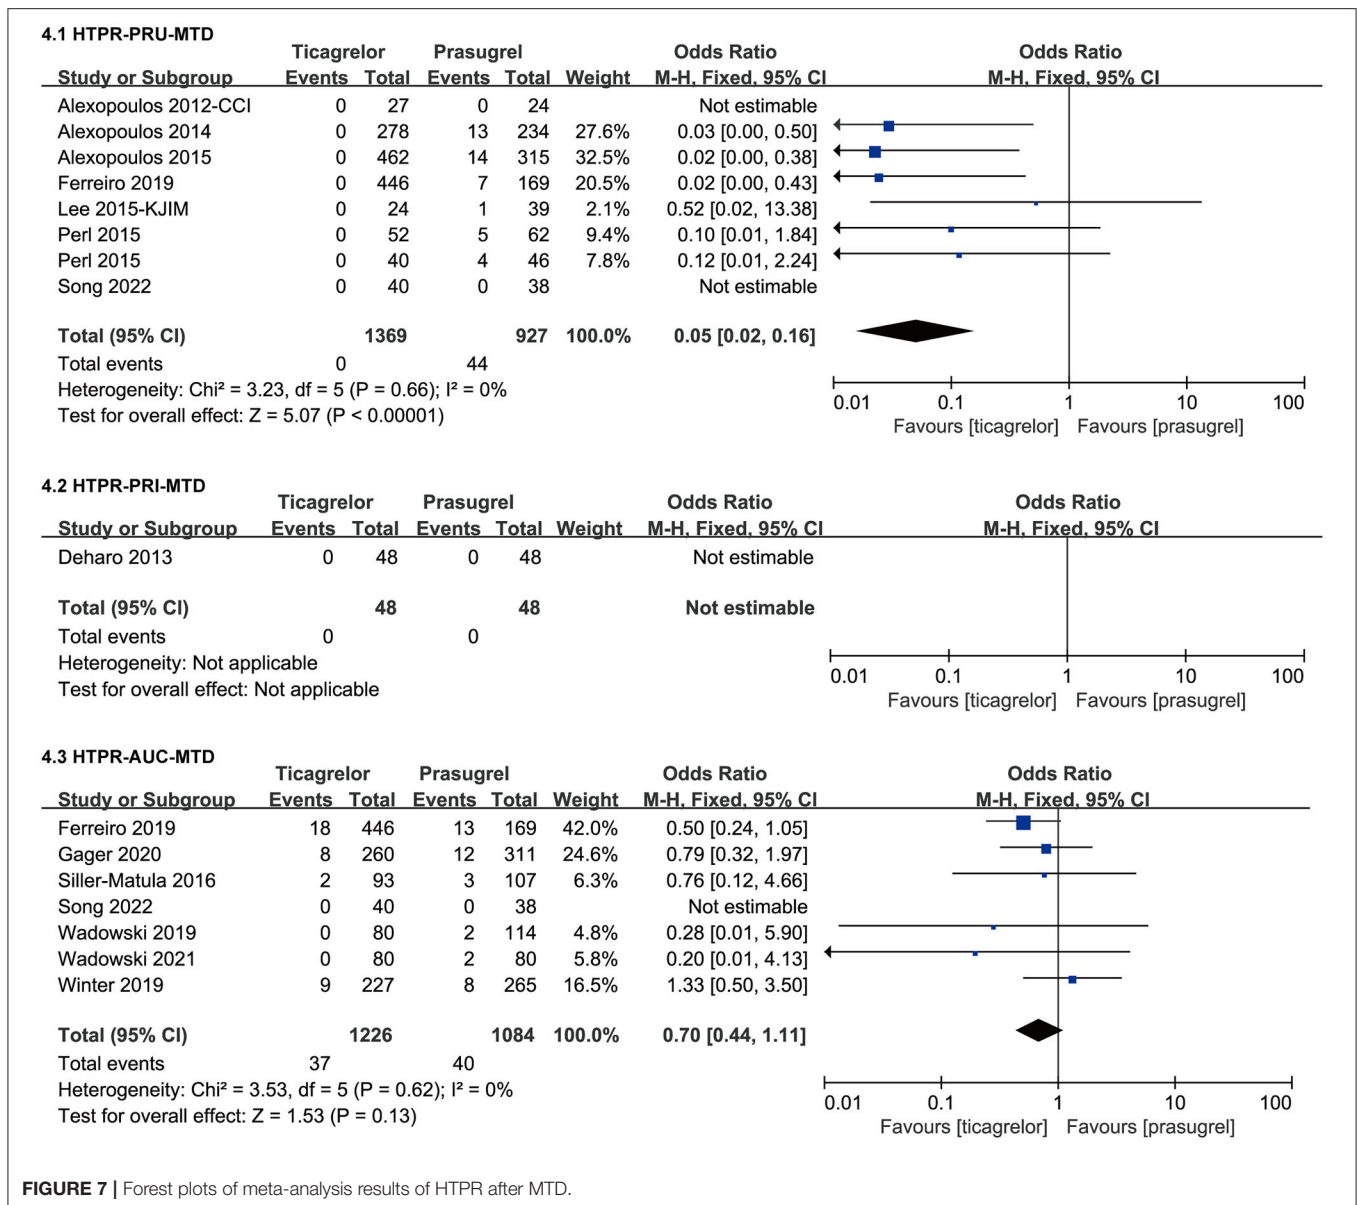 4.1 HTPR-PRU-MTD
Ticagrelor Prasugrel Odds Ratio Odds Ratio
Study or Subgroup Events Total Events Total Weight M-H, Fixed, 95% CI M-H, Fixed, 95% CI
Alexopoulos 2012-CCI 0 27 0 24 Not estimable
Alexopoulos 2014 0 278 13 234 27.6% 0.03 [0.00, 0.50]
Alexopoulos 2015 0 462 14 315 32.5% 0.02 [0.00, 0.38]
Ferreiro 2019 0 446 7 169 20.5% 0.02 [0.00, 0.43]
Lee 2015-KJIM 0 24 1 39 2.1% 0.52 [0.02, 13.38]
Perl 2015 0 52 5 62 9.4% 0.10 [0.01, 1.84]
Perl 2015 0 40 4 46 7.8% 0.12 [0.01, 2.24]
Song 2022 0 40 0 38 Not estimable
Total (95% CI) 1369 927 100.0% 0.05 [0.02, 0.16]
Total events 0 44
Heterogeneity: Chi² = 3.23, df = 5 (P = 0.66); I² = 0%
Test for overall effect: Z = 5.07 (P < 0.00001)
0.01 0.1 1 10 100
Favours [ticagrelor] Favours [prasugrel]
4.2 HTPR-PRI-MTD
Ticagrelor Prasugrel Odds Ratio Odds Ratio
Study or Subgroup Events Total Events Total Weight M-H, Fixed, 95% CI M-H, Fixed, 95% CI
Deharo 2013 0 48 0 48 Not estimable
Total (95% CI) 48 48 Not estimable
Total events 0 0
Heterogeneity: Not applicable
Test for overall effect: Not applicable
0.01 0.1 1 10 100
Favours [ticagrelor] Favours [prasugrel]
4.3 HTPR-AUC-MTD
Ticagrelor Prasugrel Odds Ratio Odds Ratio
Study or Subgroup Events Total Events Total Weight M-H, Fixed, 95% CI M-H, Fixed, 95% CI
Ferreiro 2019 18 446 13 169 42.0% 0.50 [0.24, 1.05]
Gager 2020 8 260 12 311 24.6% 0.79 [0.32, 1.97]
Siller-Matula 2016 2 93 3 107 6.3% 0.76 [0.12, 4.66]
Song 2022 0 40 0 38 Not estimable
Wadowski 2019 0 80 2 114 4.8% 0.28 [0.01, 5.90]
Wadowski 2021 0 80 2 80 5.8% 0.20 [0.01, 4.13]
Winter 2019 9 227 8 265 16.5% 1.33 [0.50, 3.50]
Total (95% CI) 1226 1084 100.0% 0.70 [0.44, 1.11]
Total events 37 40
Heterogeneity: Chi² = 3.53, df = 5 (P = 0.62); I² = 0%
Test for overall effect: Z = 1.53 (P = 0.13)
0.01 0.1 1 10 100
Favours [ticagrelor] Favours [prasugrel]
FIGURE 7 | Forest plots of meta-analysis results of HTPR after MTD.